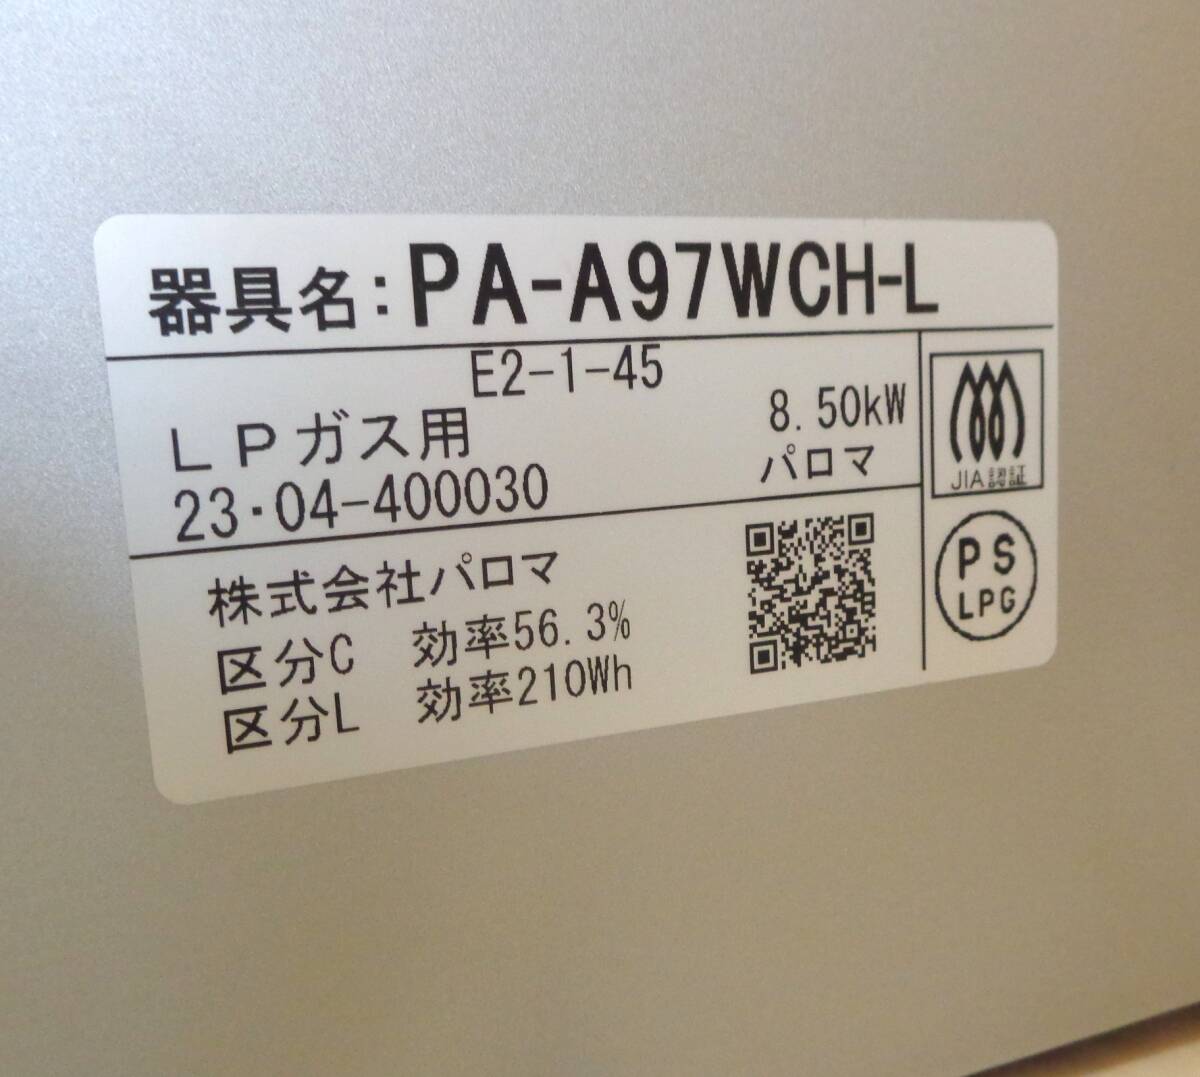 器具名:PA-A97WCH-L
E2-1-45
LPガス用 8.50kW
23・04-400030 パロマ
JIA認証
株式会社パロマ
区分C 効率56.3%
区分L 効率210Wh
PS
LPG